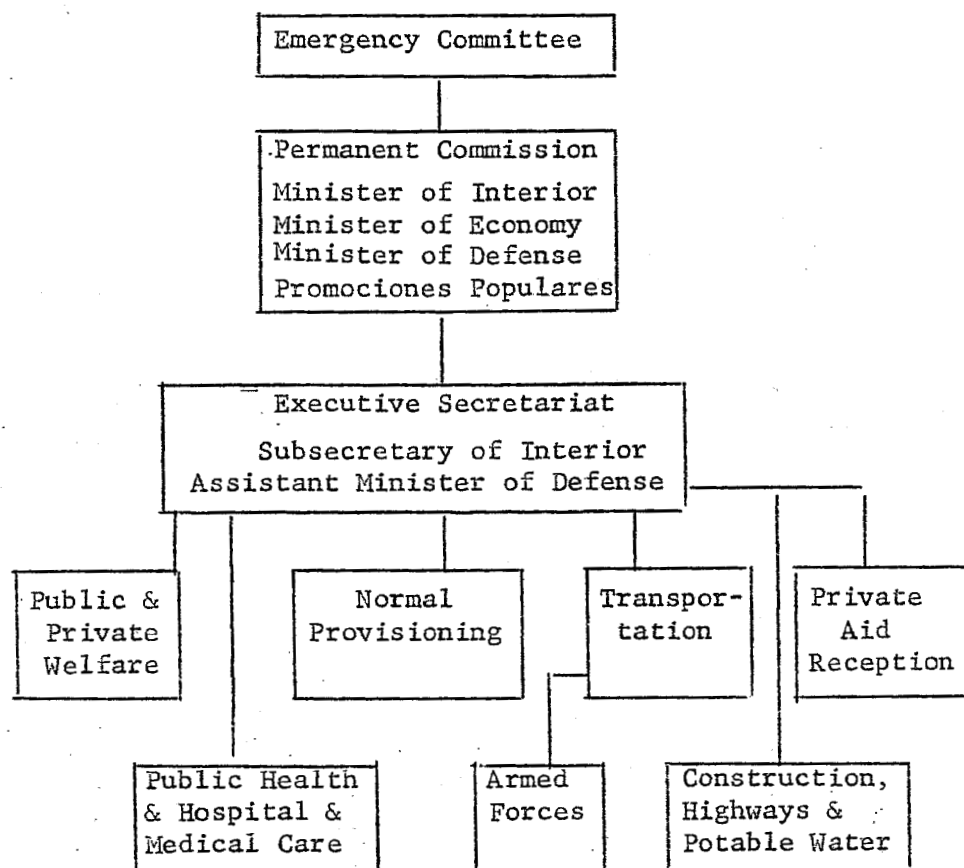 Emergency Committee
Permanent Commission
Minister of Interior
Minister of Economy
Minister of Defense
Promociones Populares
Executive Secretariat
Subsecretary of Interior
Assistant Minister of Defense
Public &
Private
Welfare
Normal
Provisioning
Transpor-
tation
Private
Aid
Reception
Public Health
& Hospital &
Medical Care
Armed
Forces
Construction,
Highways &
Potable Water